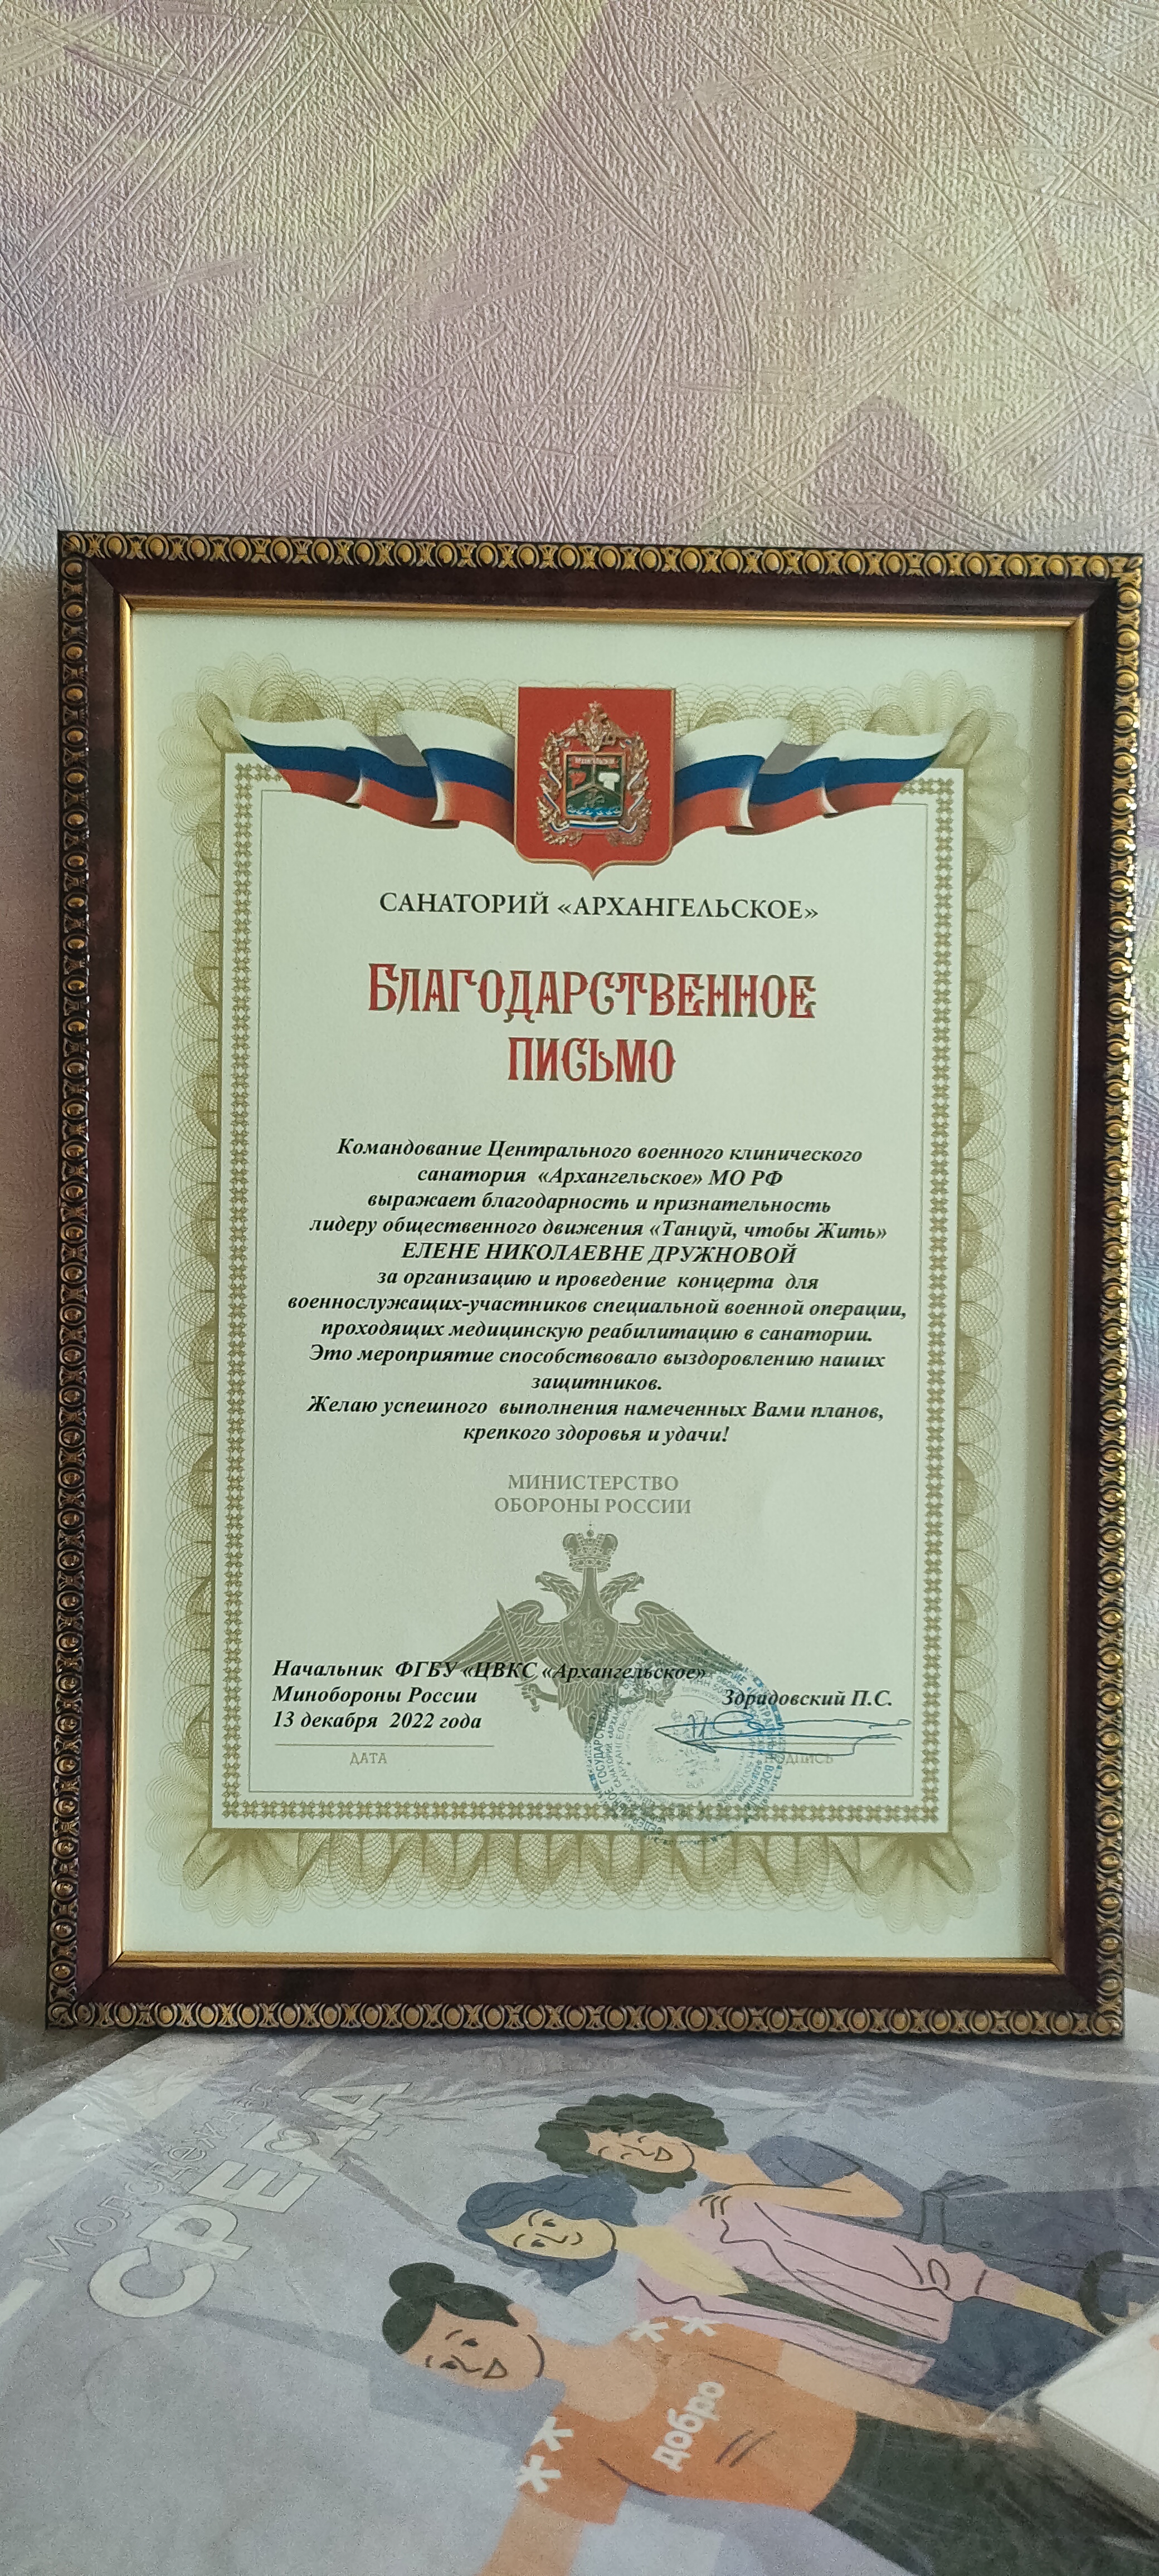 САНАТОРИЙ «АРХАНГЕЛЬСКОЕ»
БЛАГОДАРСТВЕННОЕ
ПИСЬМО
Командование Центрального военного клинического
санатория «Архангельское» МО РФ
выражает благодарность и признательность
лидеру общественного движения «Танцуй, чтобы Жить»
ЕЛЕНЕ НИКОЛАЕВНЕ ДРУЖНОВОЙ
за организацию и проведение концерта для
военнослужащих-участников специальной военной операции,
проходящих медицинскую реабилитацию в санатории.
Это мероприятие способствовало выздоровлению наших
защитников.
Желаю успешного выполнения намеченных Вами планов,
крепкого здоровья и удачи!
МИНИСТЕРСТВО
ОБОРОНЫ РОССИИ
Начальник ФГБУ «ЦВКС «Архангельское»
Минобороны России
Здрадовский П.С.
13 декабря 2022 года
ДАТА
ПОДПИСЬ
СРЕДА
добро